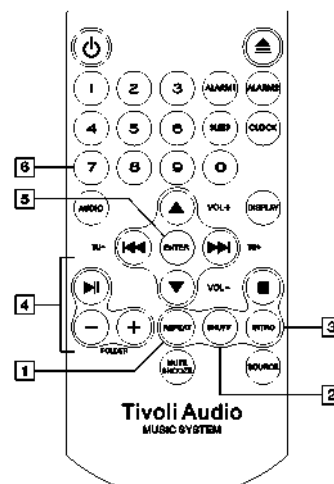 1 2 3 ALARM1 ALARM2
4 5 6 SLEEP CLOCK
6
7 8 9 0
5
AUDIO VOL+ DISPLAY
TU- ENTER TU+
4
VOL-
- +
FOLDER
REPEAT SHUFF INTRO
3
1
MUTE
SNOOZE
SOURCE
2
Tivoli Audio
MUSIC SYSTEM